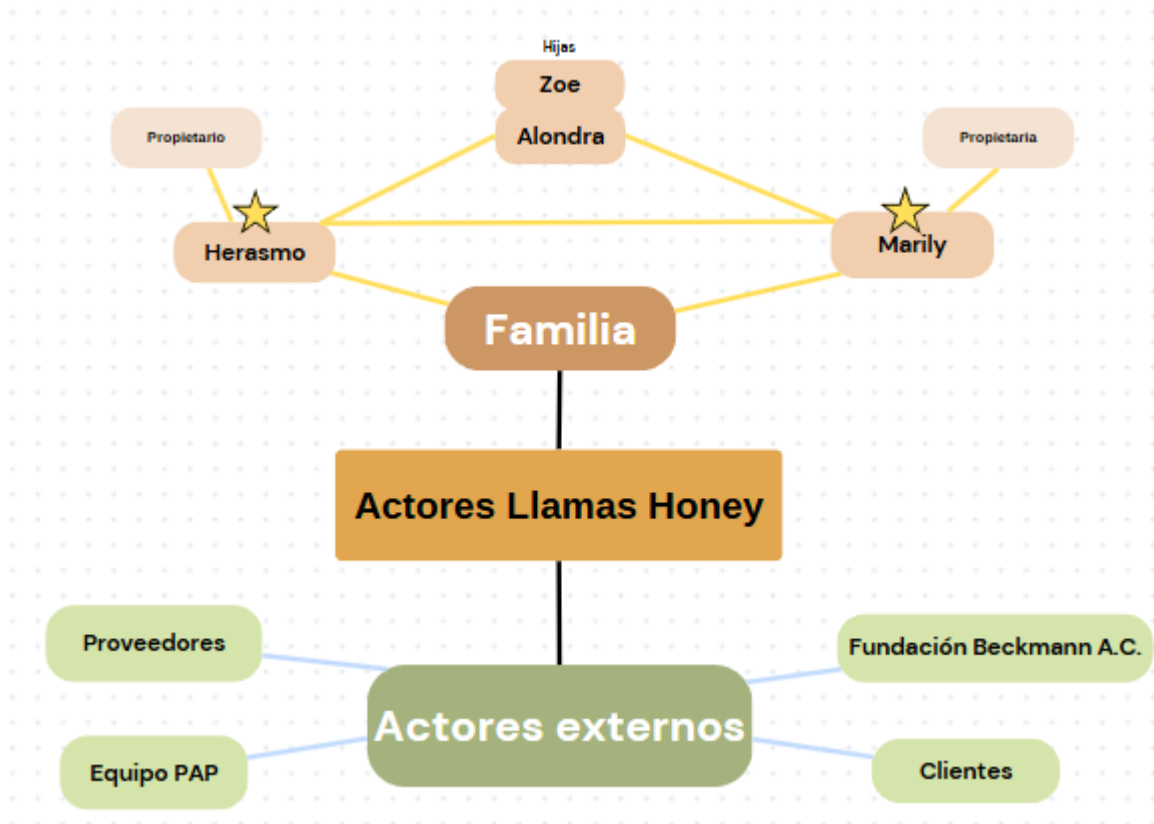 Hijas
Zoe
Alondra
Propietario
Propietaria
Herasmo
Marily
Familia
Actores Llamas Honey
Proveedores
Fundación Beckmann A.C.
Actores externos
Equipo PAP
Clientes